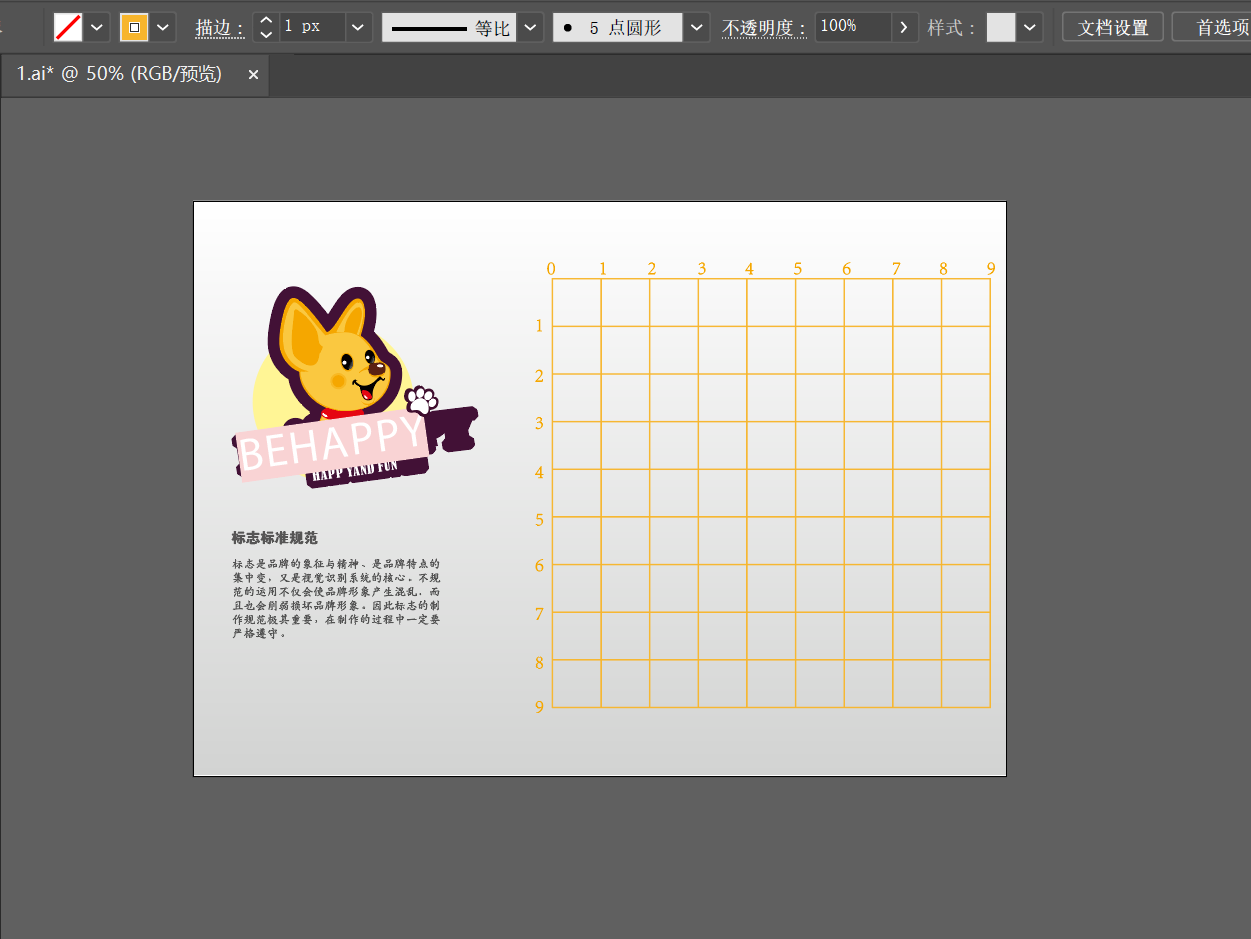 描边： 1 px 等比 5 点圆形 不透明度： 100% 样式： 文档设置 首选项
1.ai* @ 50% (RGB/预览) ×
0 1 2 3 4 5 6 7 8 9
1
2
3
4
5
6
7
8
9
BEHAPPY
HAPP YAND FUN
标志标准规范
标志是品牌的象征与精神、是品牌特点的
集中变，又是视觉识别系统的核心。不规
范的运用不仅会使品牌形象产生混乱，而
且也会削弱损坏品牌形象。因此标志的制
作规范极其重要，在制作的过程中一定要
严格遵守。